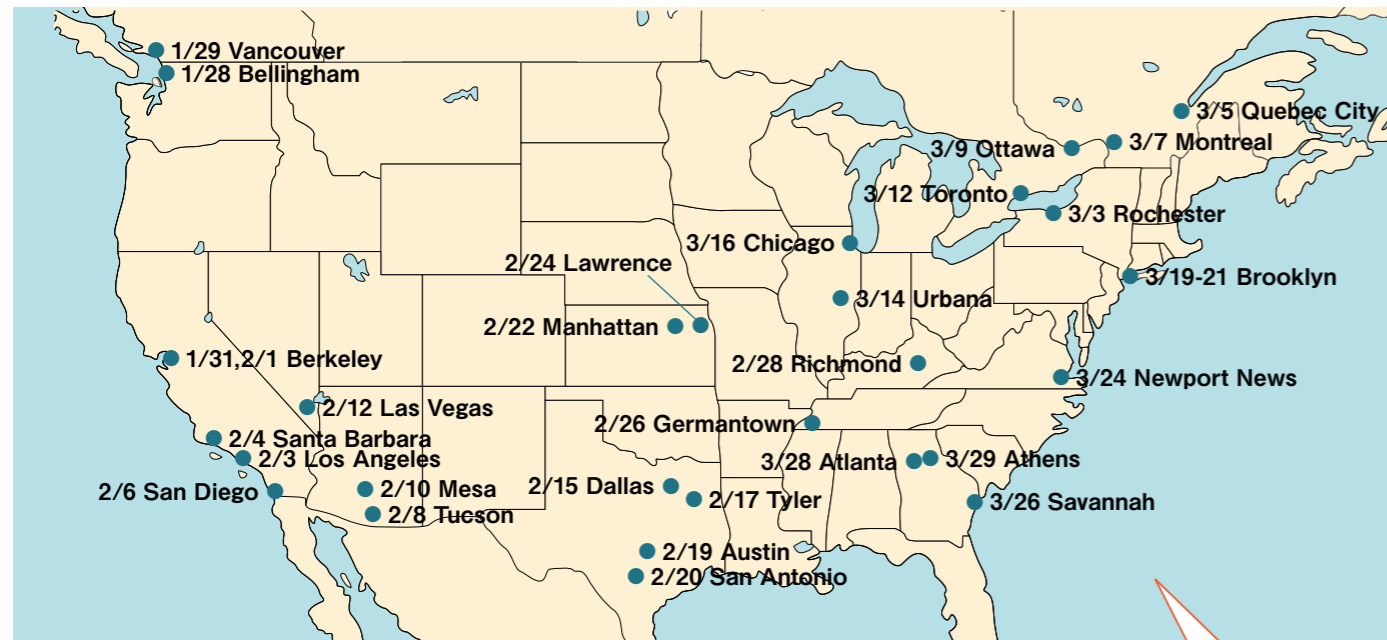 1/29 Vancouver
1/28 Bellingham
3/5 Quebec City
3/7 Montreal
3/9 Ottawa
3/12 Toronto
3/3 Rochester
3/16 Chicago
2/24 Lawrence
3/19-21 Brooklyn
3/14 Urbana
2/22 Manhattan
1/31,2/1 Berkeley
2/28 Richmond
3/24 Newport News
2/12 Las Vegas
2/26 Germantown
2/4 Santa Barbara
2/3 Los Angeles
3/28 Atlanta
3/29 Athens
2/6 San Diego
2/10 Mesa
2/15 Dallas
2/17 Tyler
3/26 Savannah
2/8 Tucson
2/19 Austin
2/20 San Antonio